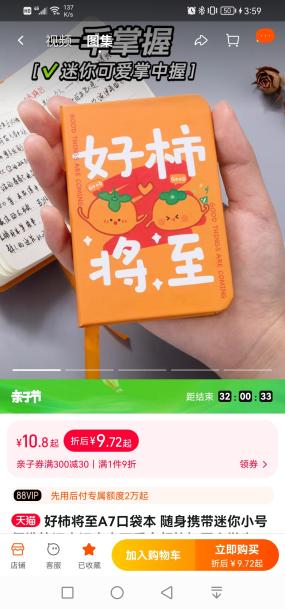 137 K/s
50
3:59
视频 图集
一手掌握
[✓迷你可爱掌中握]
GOOD THINGS ARE COMING
好柿
GOOD THINGS ARE COMING
将至
亲子节
距结束 32:00:33
¥10.8起 折后¥9.72起
亲子券满300减30 | 满1件9折
领券 >
88VIP 先用后付专属额度2万起
天猫 好柿将至A7口袋本 随身携带迷你小号
店铺
客服
已收藏
加入购物车
立即购买
折后 ¥9.72起